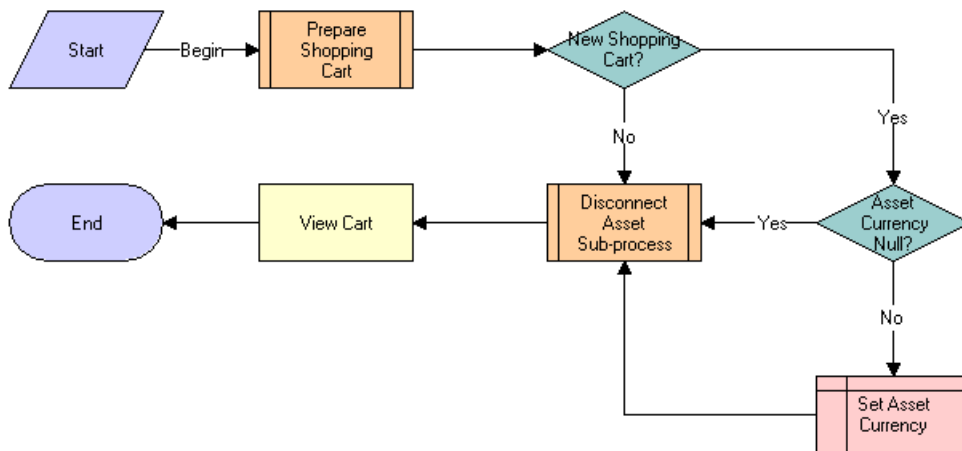 Start
Begin
Prepare
Shopping
Cart
New Shopping
Cart?
Yes
No
End
View Cart
Disconnect
Asset
Sub-process
Yes
Asset
Currency
Null?
No
Set Asset
Currency